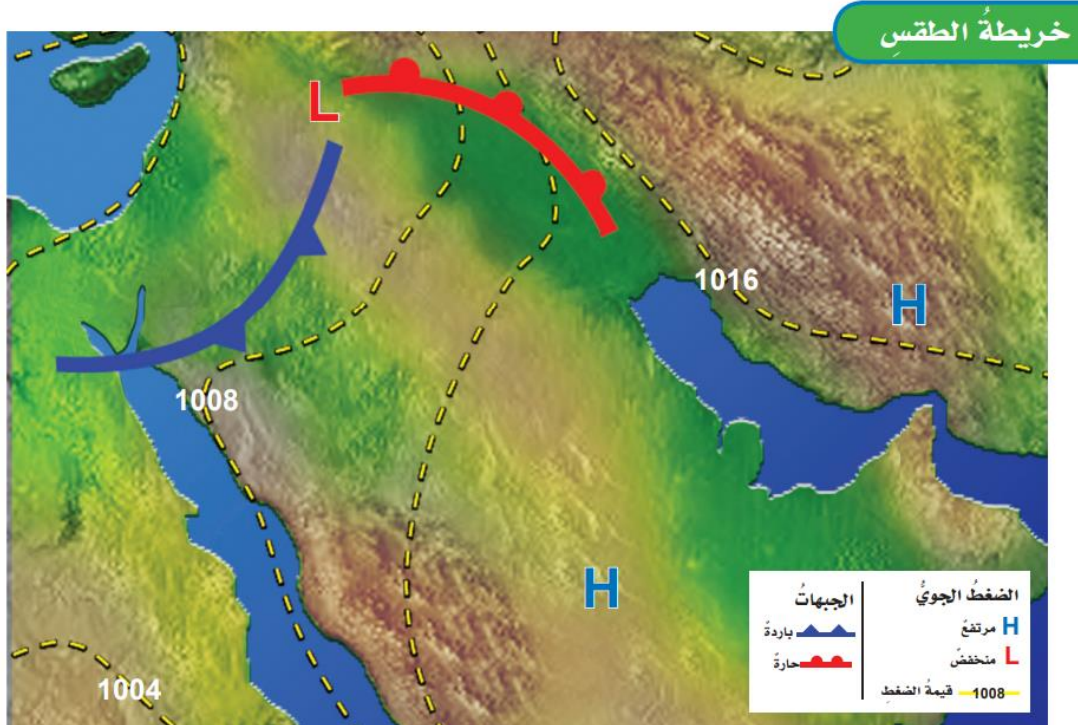 خريطةُ الطقسِ
L
1016
H
1008
H
1004
الضغطُ الجويُّ
H مرتفعٌ
L منخفضٌ
1008 قيمةُ الضغطِ
الجبهاتُ
باردةٌ
حارةٌ